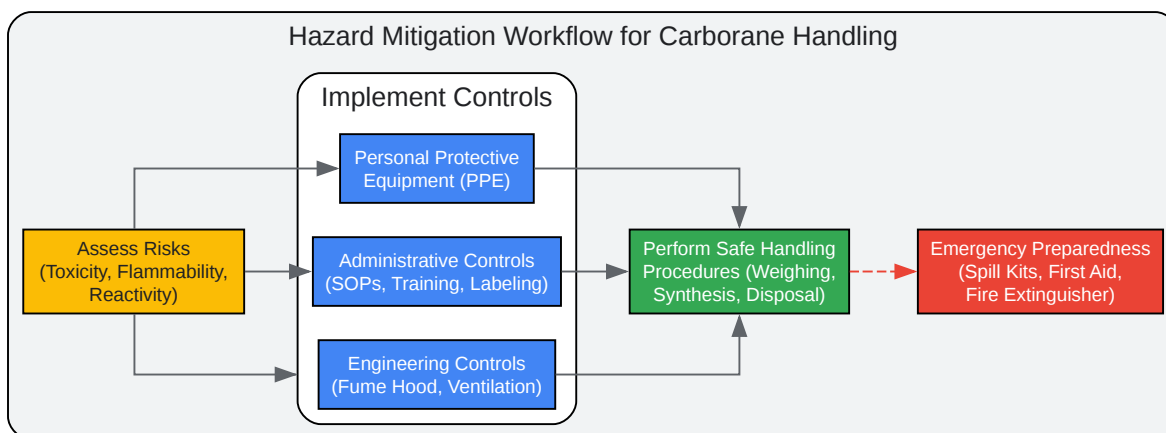 Hazard Mitigation Workflow for Carborane Handling
Implement Controls
Personal Protective
Equipment (PPE)
Assess Risks
(Toxicity, Flammability,
Reactivity)
Administrative Controls
(SOPs, Training, Labeling)
Engineering Controls
(Fume Hood, Ventilation)
Perform Safe Handling
Procedures (Weighing,
Synthesis, Disposal)
Emergency Preparedness
(Spill Kits, First Aid,
Fire Extinguisher)